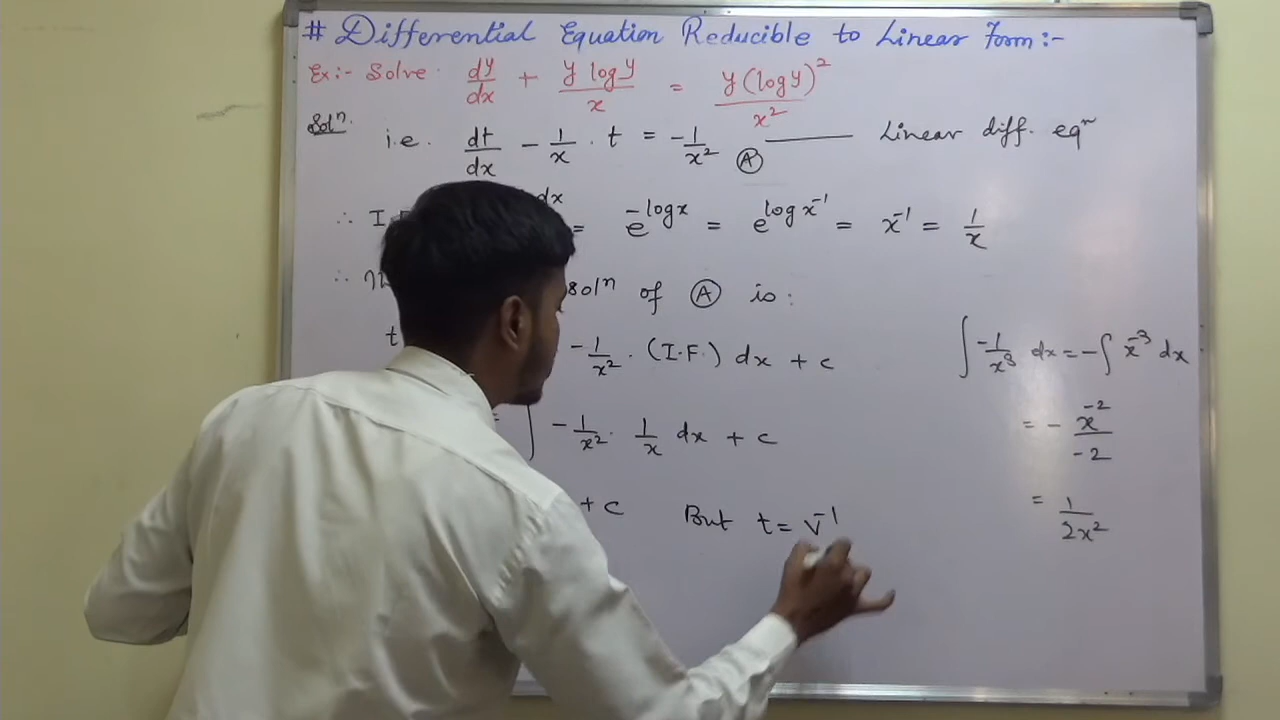 # Differential Equation Reducible to Linear Form :-
Ex :- Solve. dy/dx + y log y / x = y (log y)² / x²
Solⁿ. i.e. dt/dx - 1/x . t = -1/x² Ⓐ —— Linear diff. eqⁿ
∴ dx = e^-log x = e^log x⁻¹ = x⁻¹ = 1/x
∴ solⁿ of Ⓐ is :
t -1/x² . (I.F.) dx + c
= ∫ -1/x² . 1/x dx + c
+ c But t = v⁻¹
∫ -1/x³ dx = - ∫ x⁻³ dx
= - x⁻² / -2
= 1 / 2x²